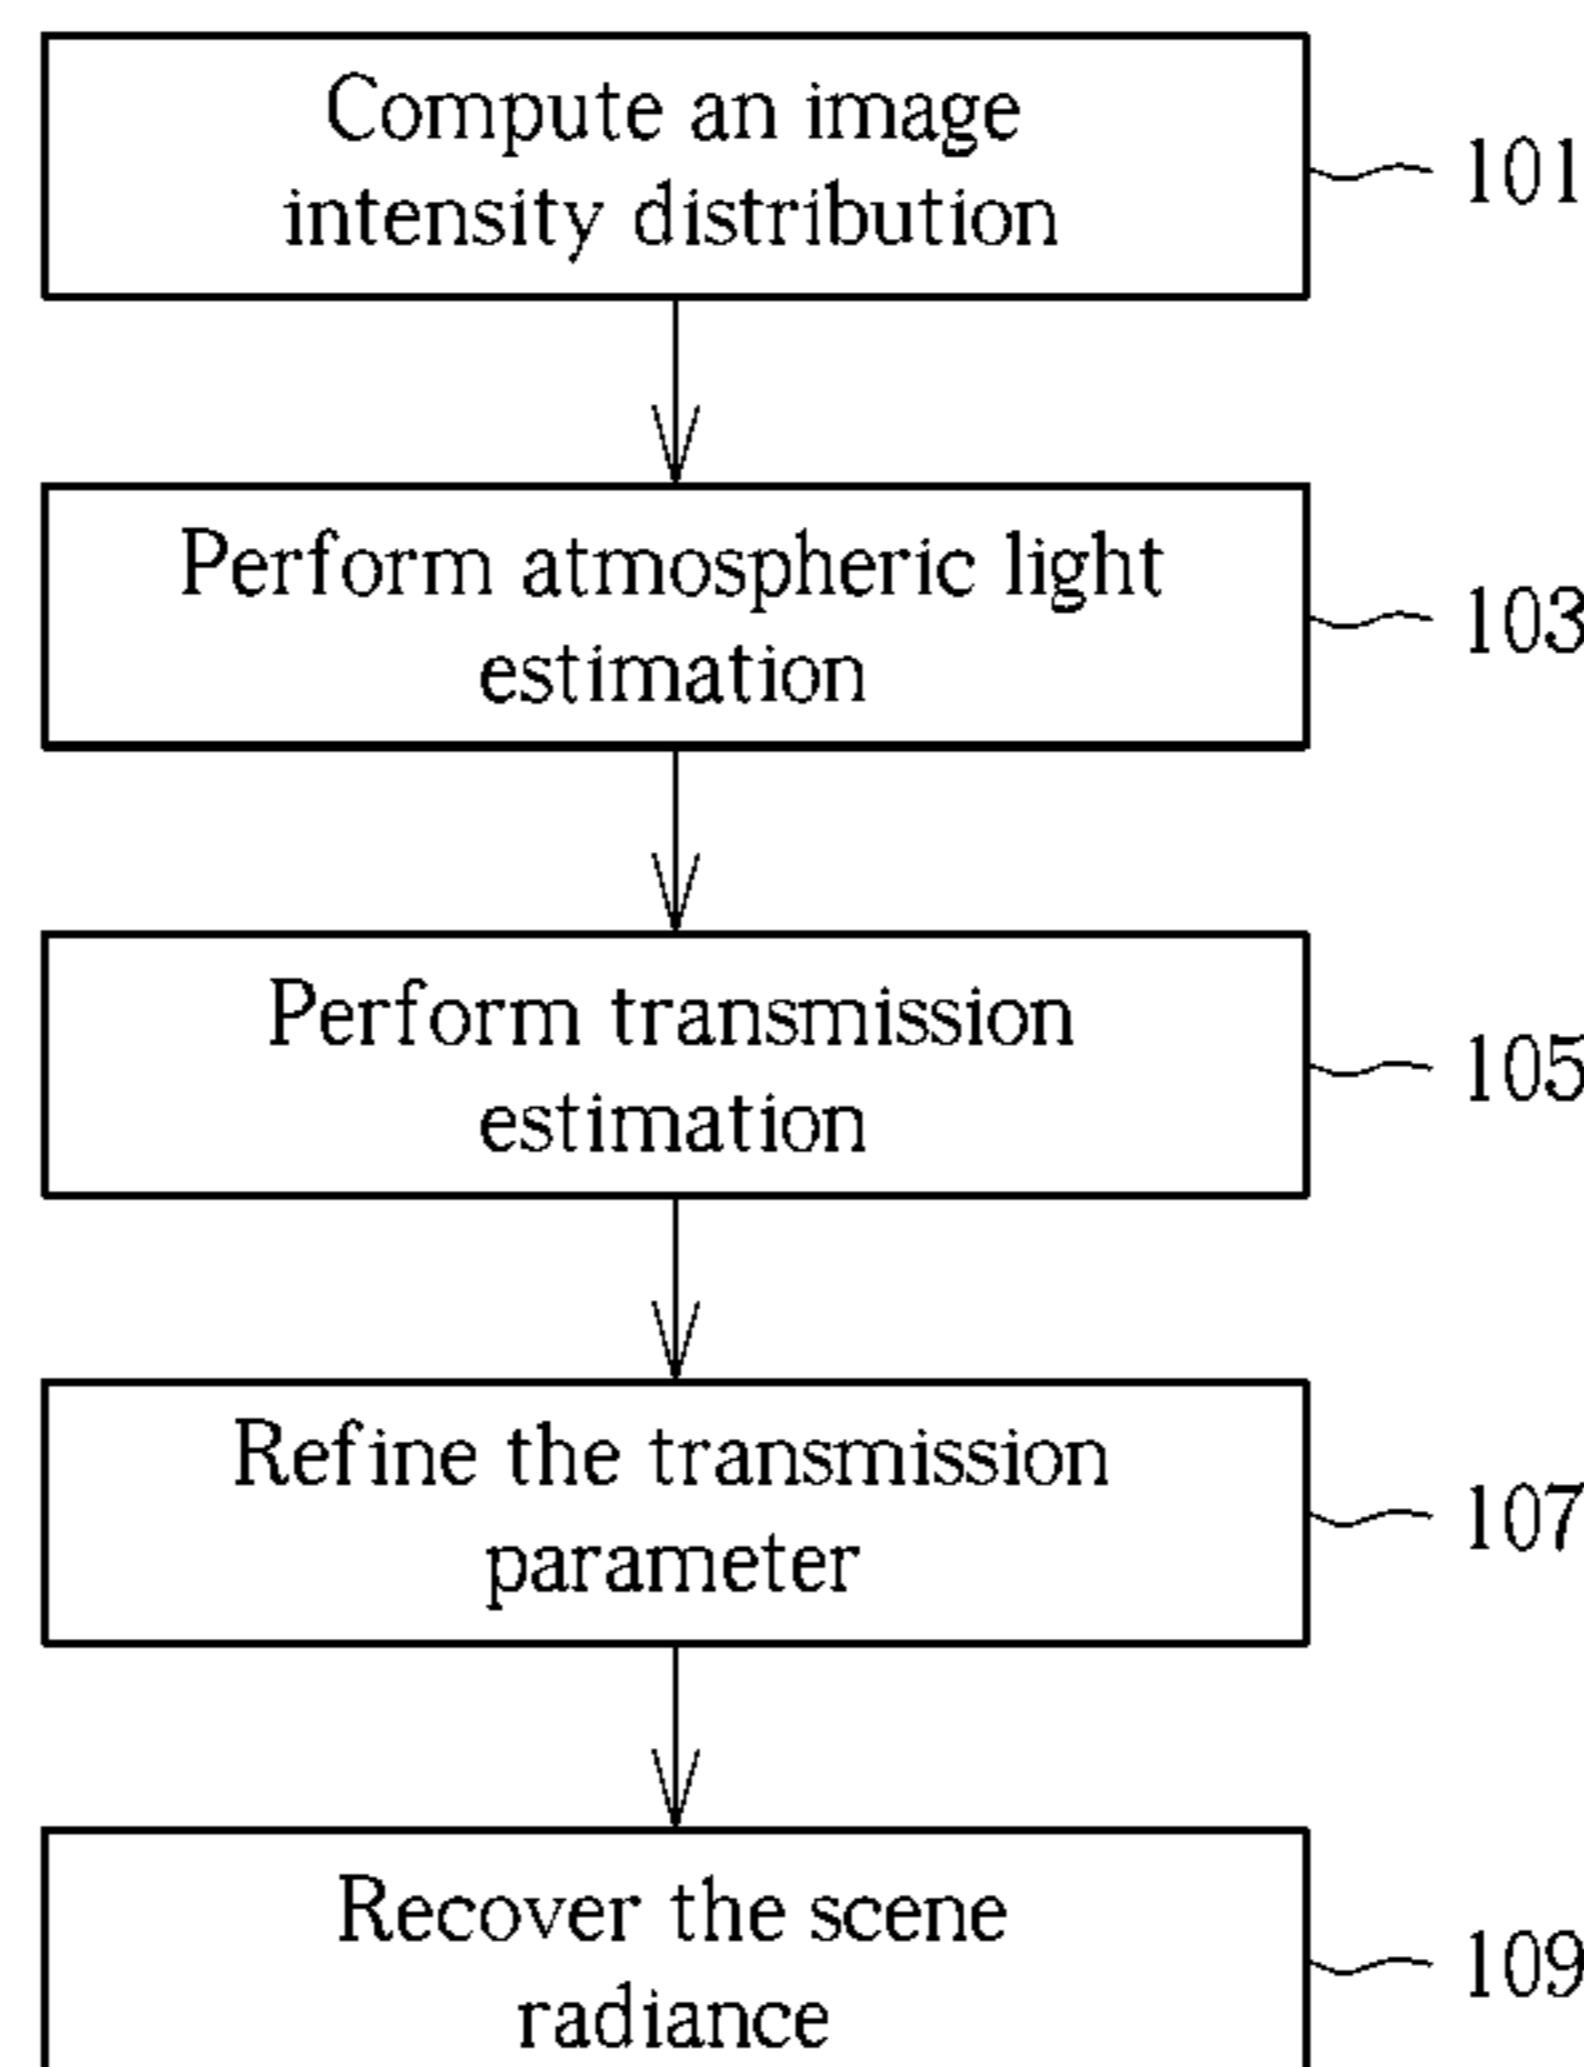 Compute an image
intensity distribution
101
Perform atmospheric light
estimation
103
Perform transmission
estimation
105
Refine the transmission
parameter
107
Recover the scene
radiance
109